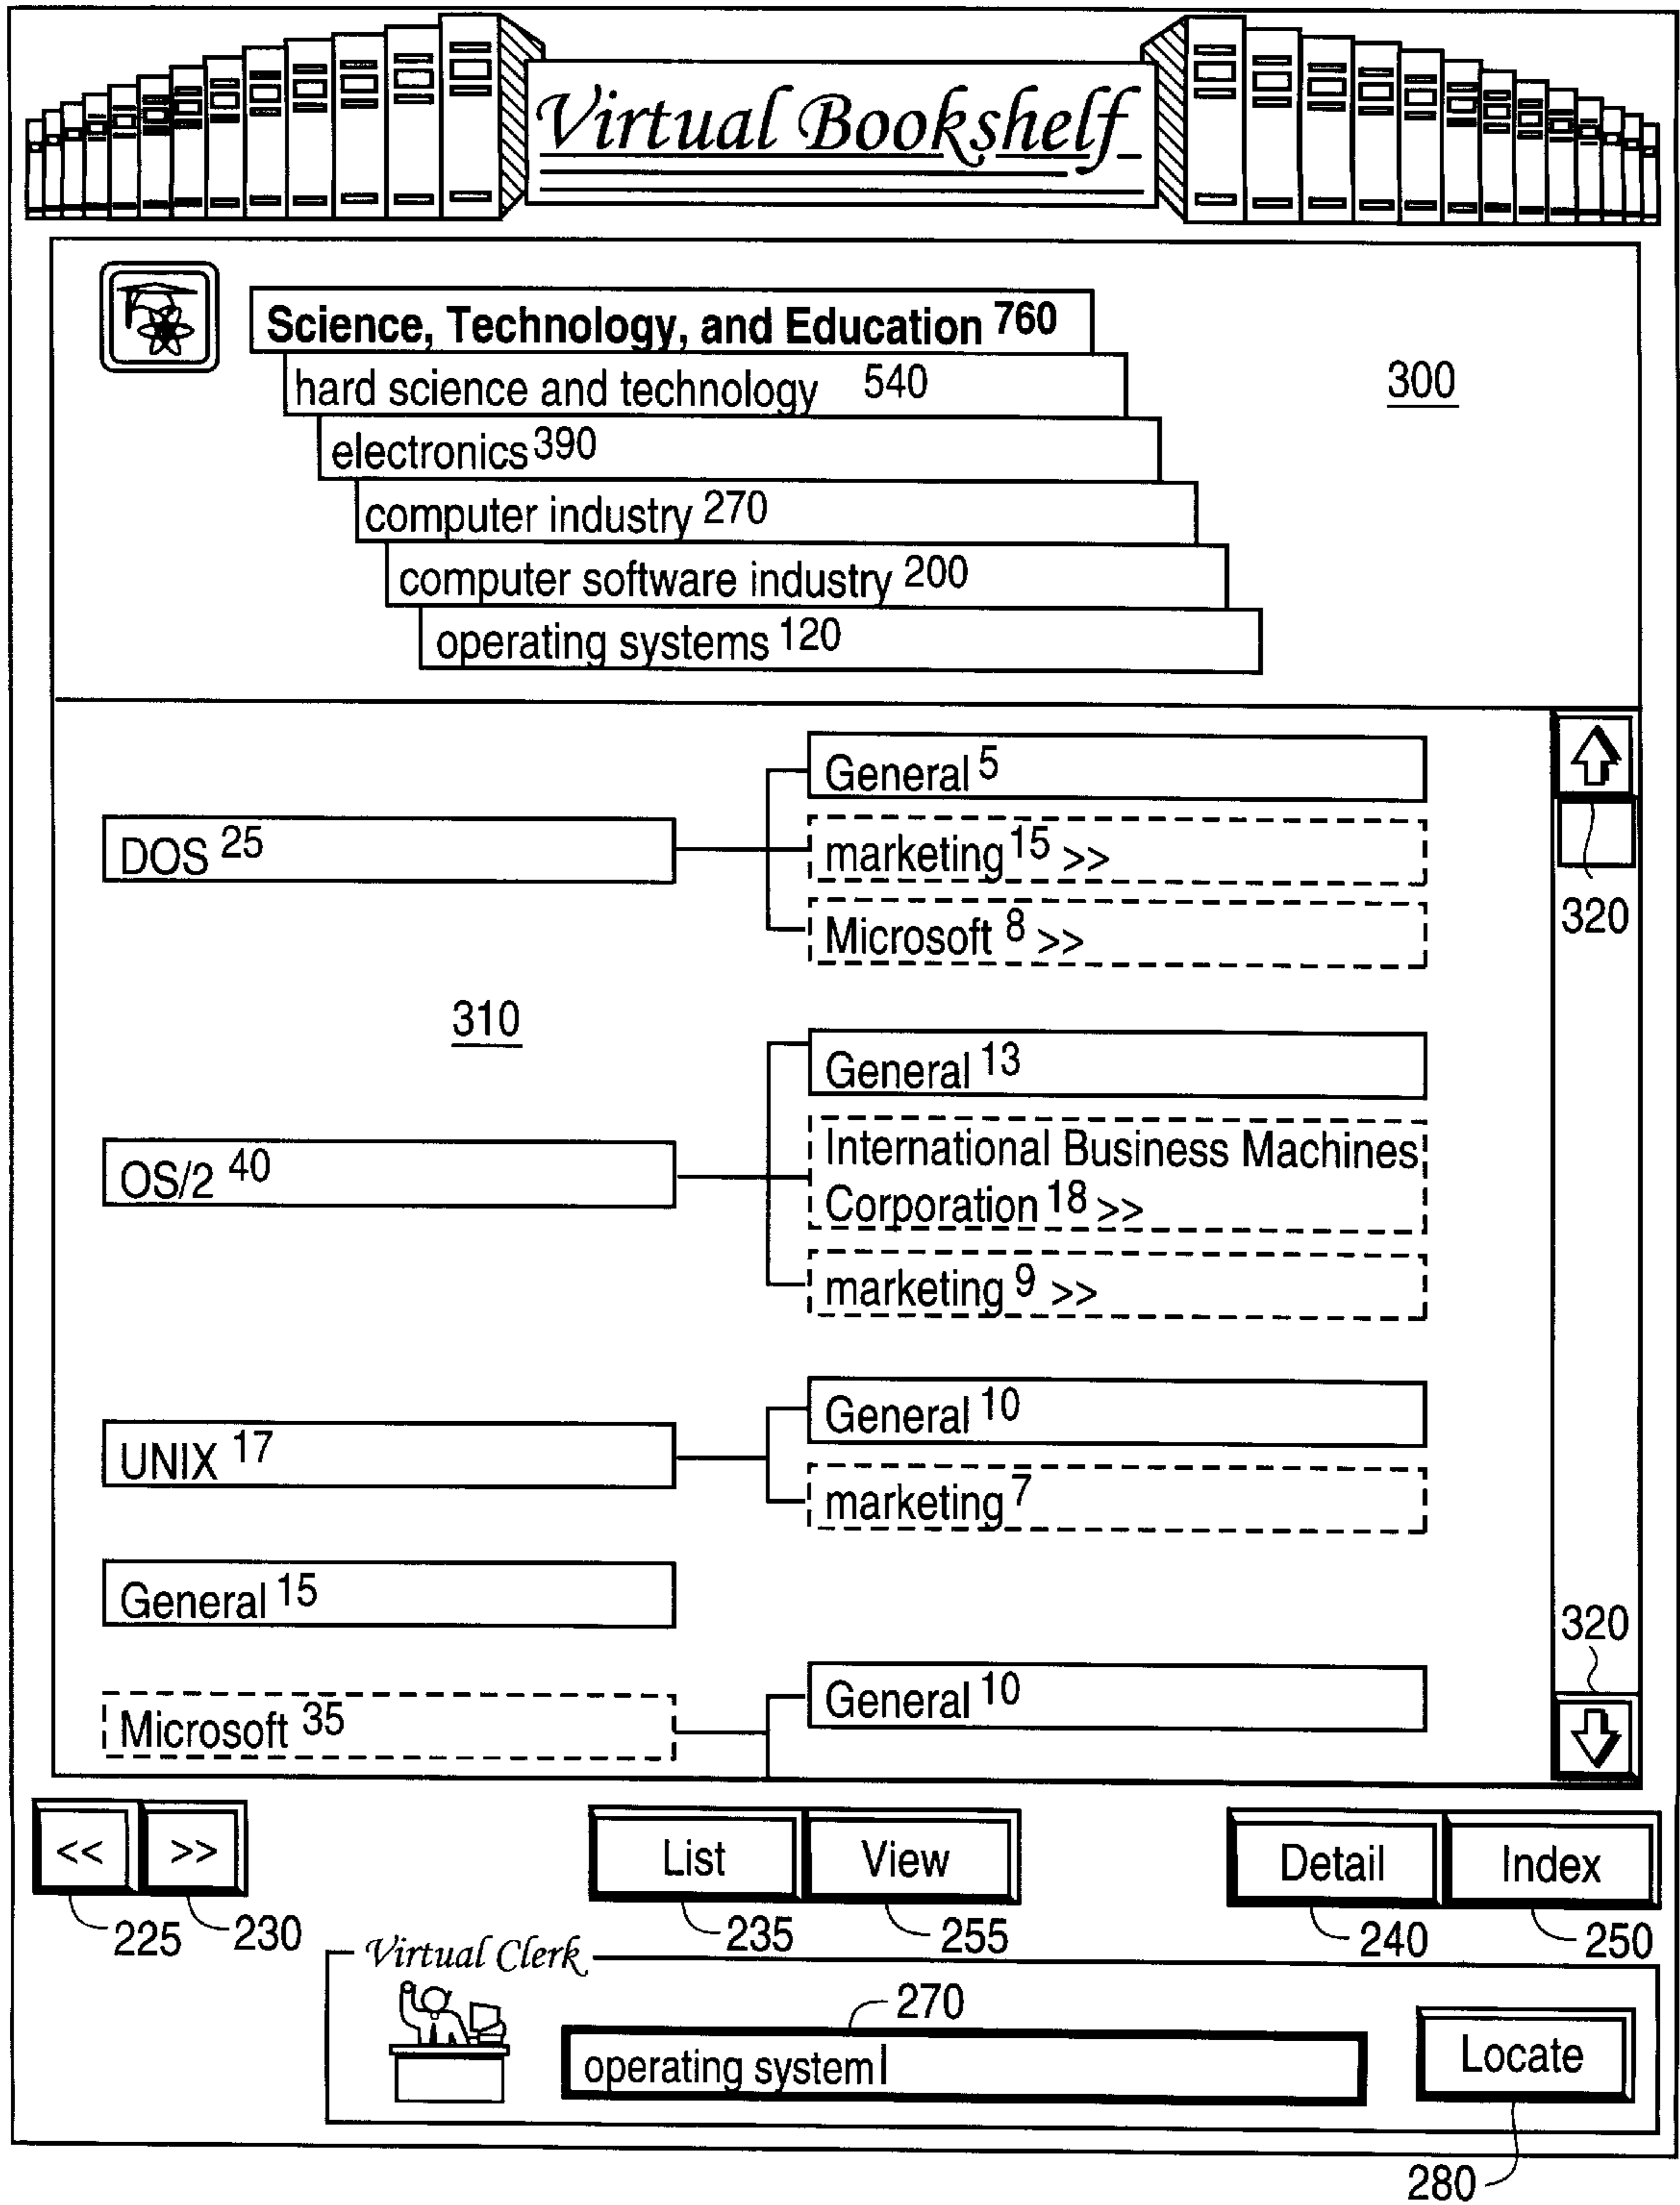 Virtual Bookshelf
Science, Technology, and Education 760
hard science and technology 540
300
electronics 390
computer industry 270
computer software industry 200
operating systems 120
General 5
DOS 25
marketing 15 >>
320
Microsoft 8 >>
310
General 13
OS/2 40
International Business Machines
Corporation 18 >>
marketing 9 >>
General 10
UNIX 17
marketing 7
General 15
320
General 10
Microsoft 35
<< >> List View Detail Index
225 230 235 255 240 250
Virtual Clerk
270
operating system| Locate
280